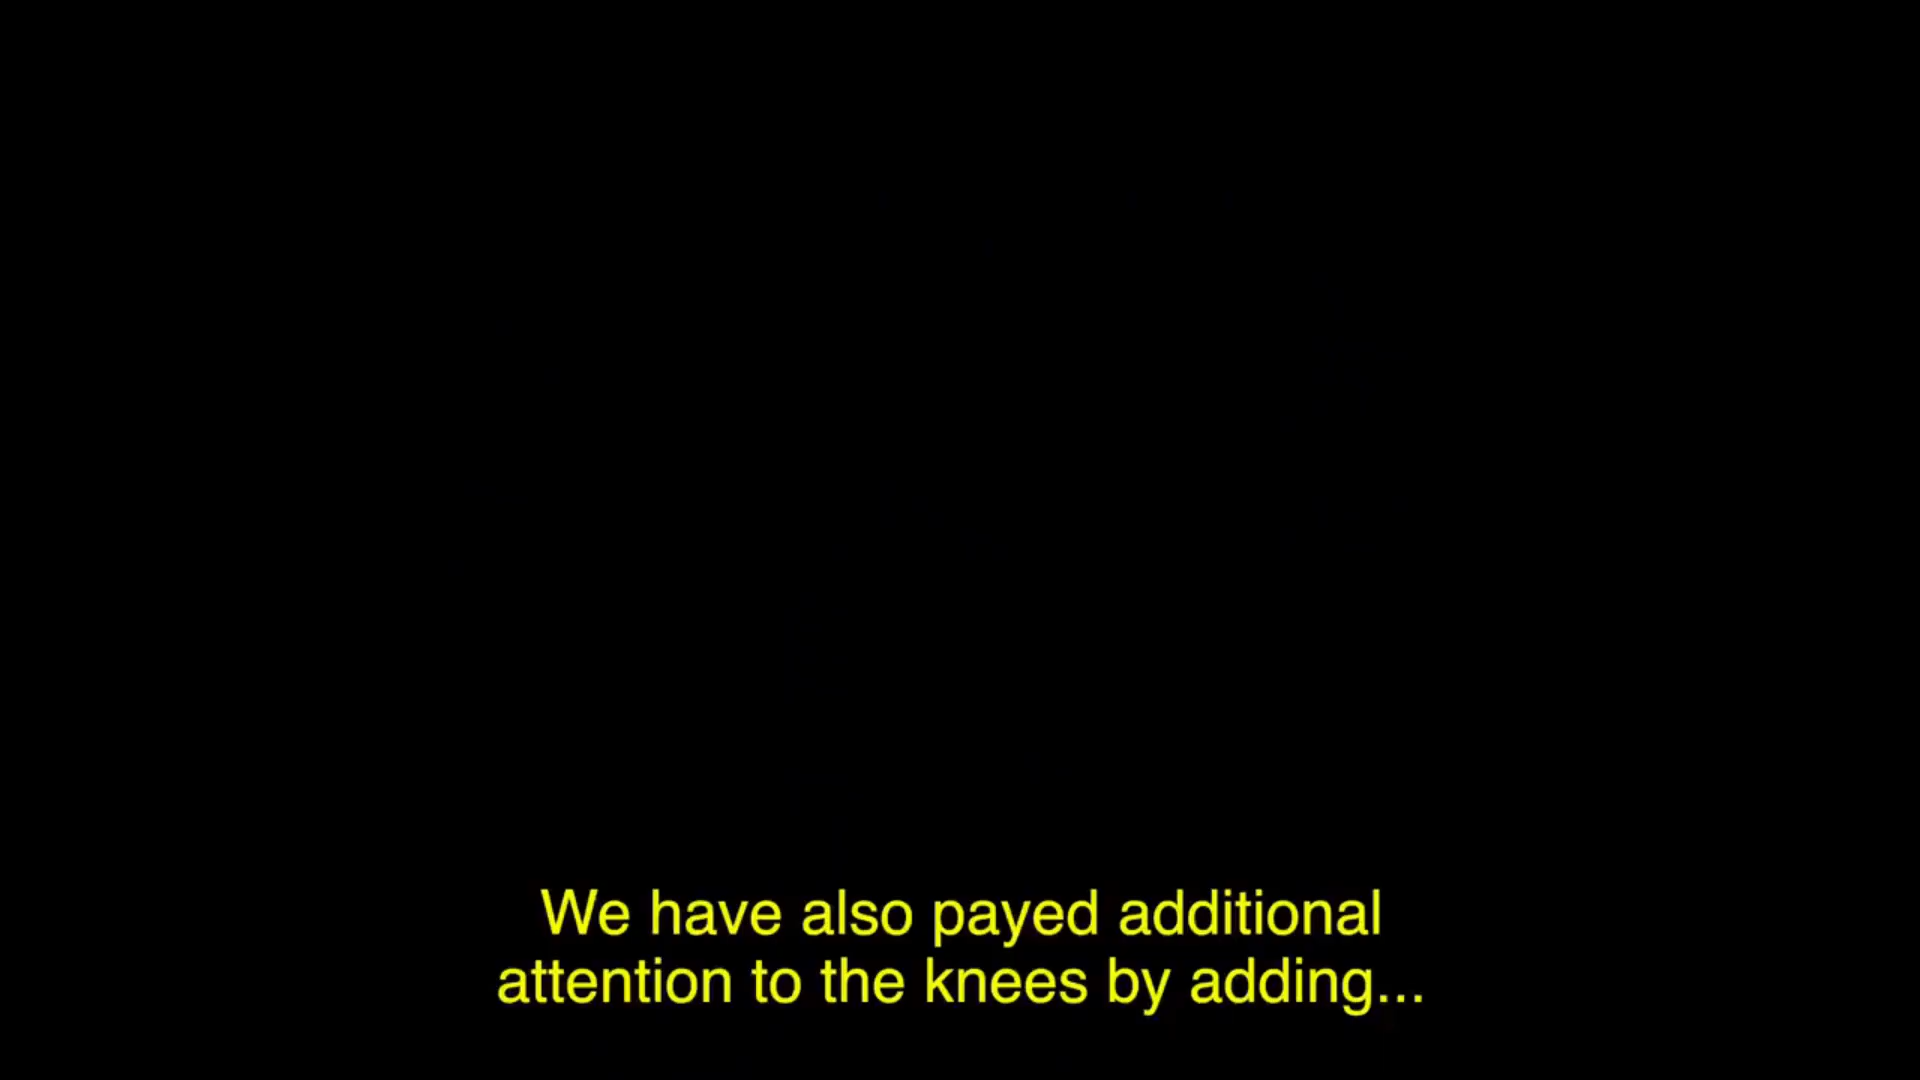 We have also payed additional
attention to the knees by adding...